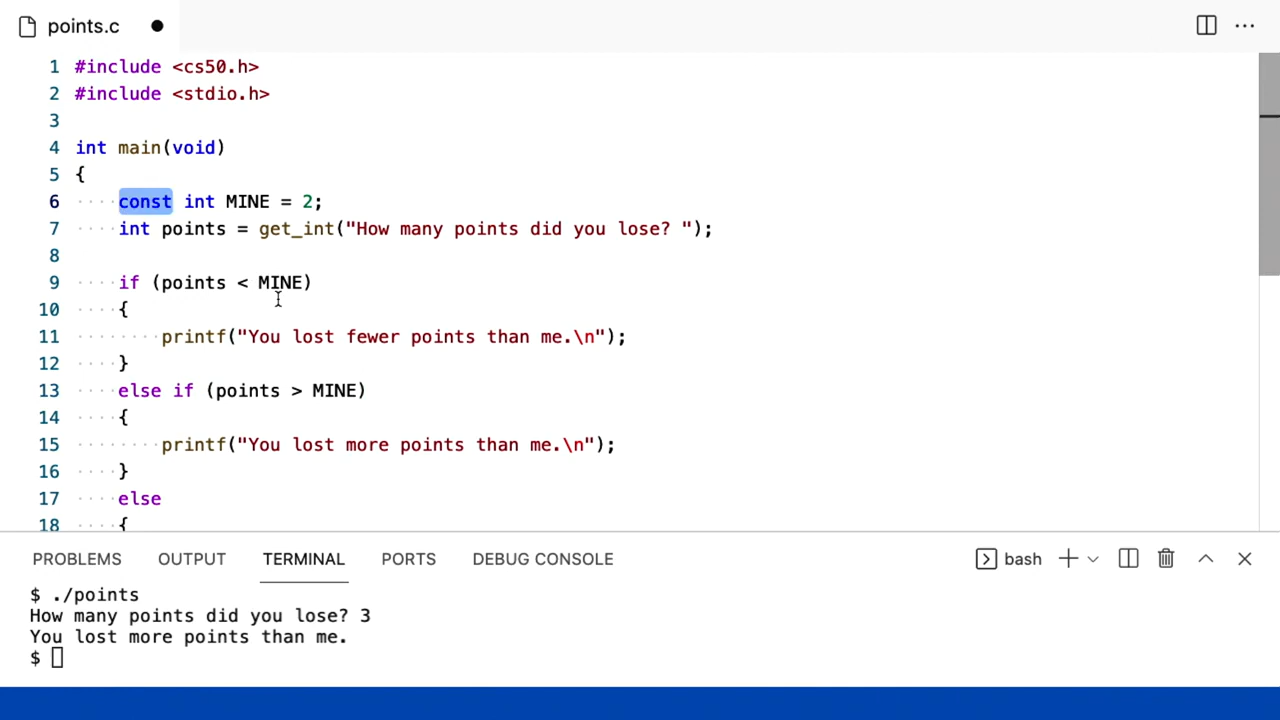 points.c
1 #include <cs50.h>
2 #include <stdio.h>
3
4 int main(void)
5 {
6 const int MINE = 2;
7 int points = get_int("How many points did you lose? ");
8
9 if (points < MINE)
10 {
11 printf("You lost fewer points than me.\n");
12 }
13 else if (points > MINE)
14 {
15 printf("You lost more points than me.\n");
16 }
17 else
18 {
PROBLEMS OUTPUT TERMINAL PORTS DEBUG CONSOLE bash
$ ./points
How many points did you lose? 3
You lost more points than me.
$